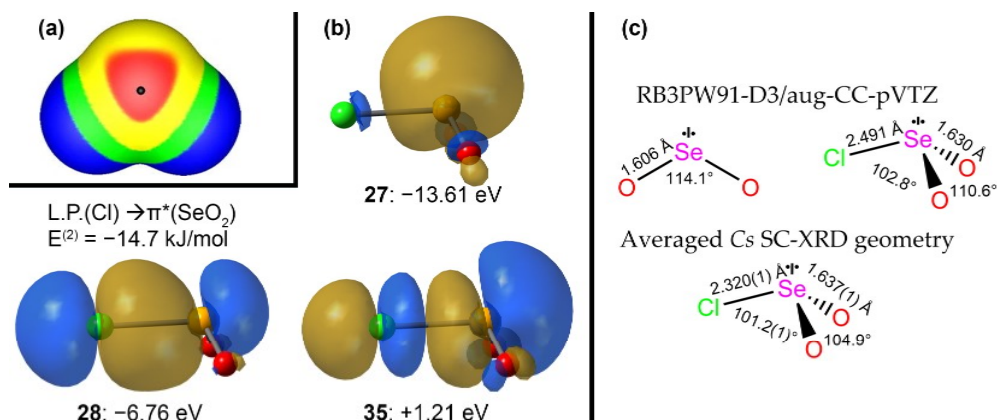 (a)
L.P.(Cl) →π*(SeO₂)
E⁽²⁾ = −14.7 kJ/mol
28: −6.76 eV
(b)
27: −13.61 eV
35: +1.21 eV
(c)
RB3PW91-D3/aug-CC-pVTZ
1.606 Å
Se
O
114.1°
O
2.491 Å
Se
1.630 Å
Cl
102.8°
O
O
110.6°
Averaged Cs SC-XRD geometry
2.320(1) Å
Se
1.637(1) Å
Cl
101.2(1)°
O
O
104.9°